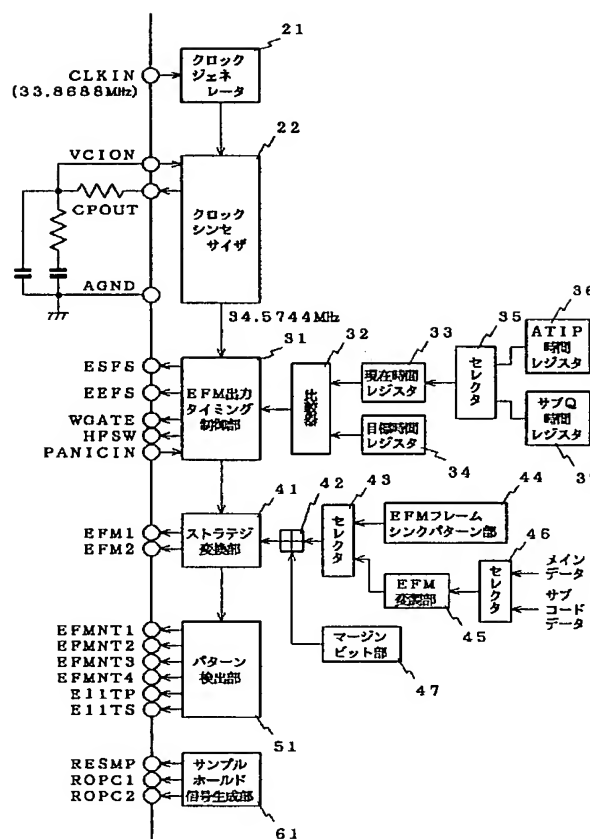 21
CLKIN
(33.8688MHz)
クロック
ジェネ
レータ
22
VCION
CPOUT
クロック
シンセ
サイザ
AGND
34.5744MHz
36
ATIP
時間
レジスタ
35
セレクタ
33
現在時間
レジスタ
32
比較部
31
ESFS
EEFS
WGATE
HFSW
PANICIN
EFM出力
タイミング
制御部
目標時間
レジスタ
34
サブQ
時間
レジスタ
37
41
42
43
44
EFM1
EFM2
ストラテジ
変換部
セレクタ
EFMフレーム
シンクパターン部
46
セレクタ
メイン
データ
サブ
コード
データ
EFM
変調部
45
マージン
ビット部
47
EFMNT1
EFMNT2
EFMNT3
EFMNT4
E11TP
E11TS
パターン
検出部
51
RESMP
ROPC1
ROPC2
サンプル
ホールド
信号生成部
61